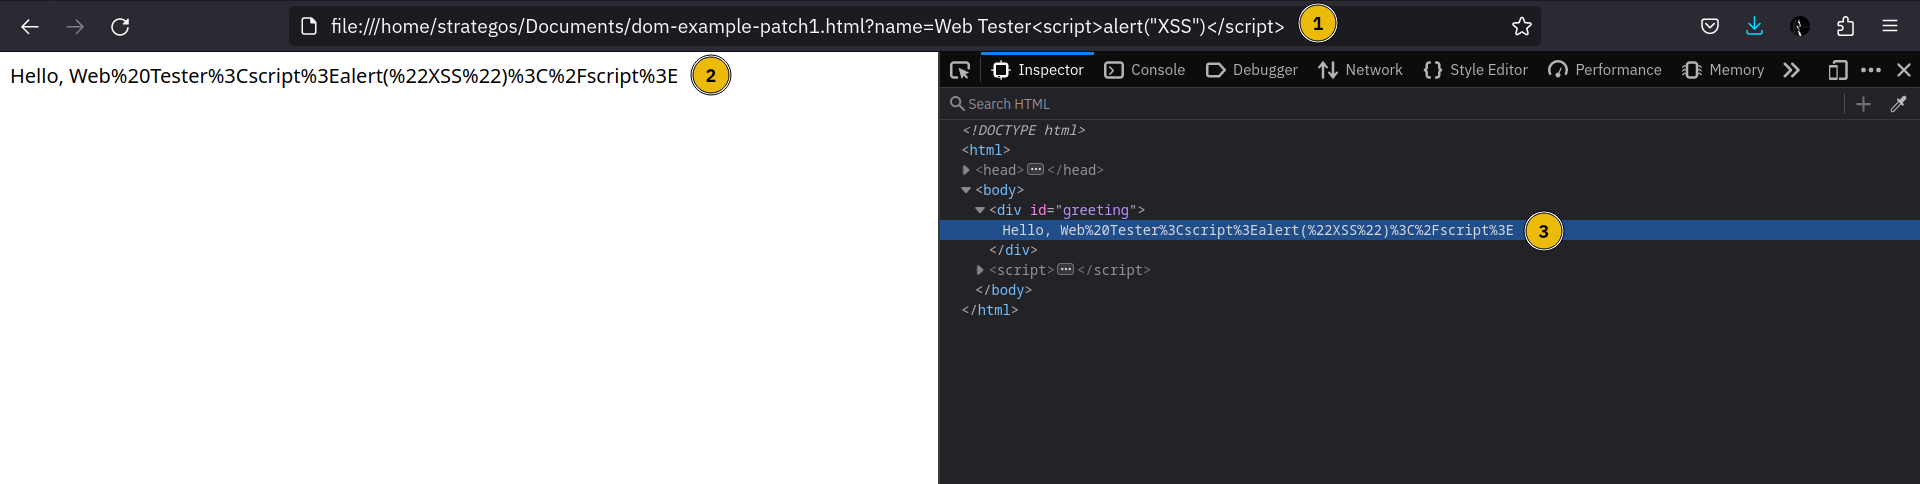 file:///home/strategos/Documents/dom-example-patch1.html?name=Web Tester<script>alert("XSS")</script> 1
Hello, Web%20Tester%3Cscript%3Ealert(%22XSS%22)%3C%2Fscript%3E 2
Inspector Console Debugger Network Style Editor Performance Memory
Search HTML
<!DOCTYPE html>
<html>
<head> </head>
<body>
<div id="greeting">
Hello, Web%20Tester%3Cscript%3Ealert(%22XSS%22)%3C%2Fscript%3E 3
</div>
<script> </script>
</body>
</html>